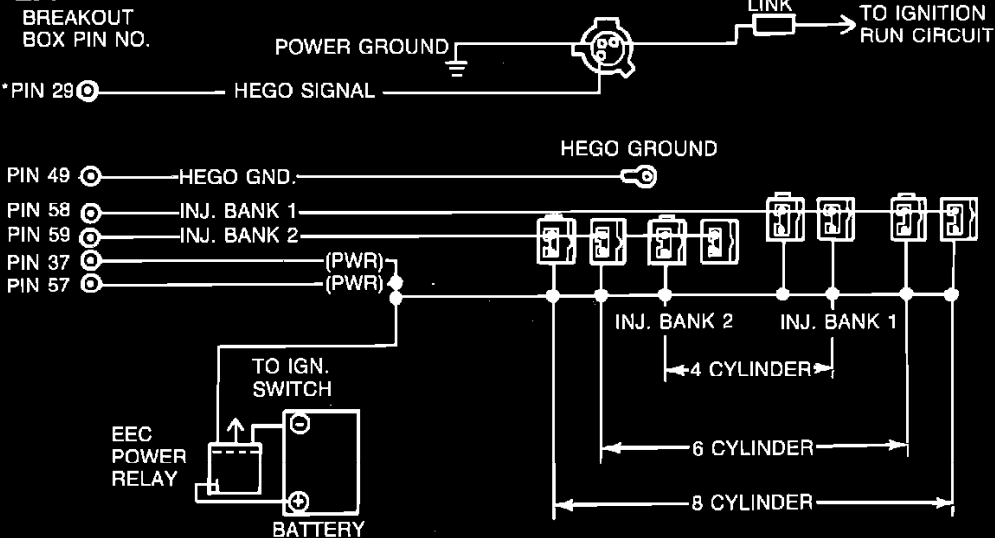 BREAKOUT
BOX PIN NO.
LINK
TO IGNITION
RUN CIRCUIT
POWER GROUND
*PIN 29
HEGO SIGNAL
HEGO GROUND
PIN 49
HEGO GND.
PIN 58
INJ. BANK 1
PIN 59
INJ. BANK 2
PIN 37
(PWR)
PIN 57
(PWR)
INJ. BANK 2
INJ. BANK 1
TO IGN.
SWITCH
4 CYLINDER
EEC
POWER
RELAY
6 CYLINDER
8 CYLINDER
BATTERY